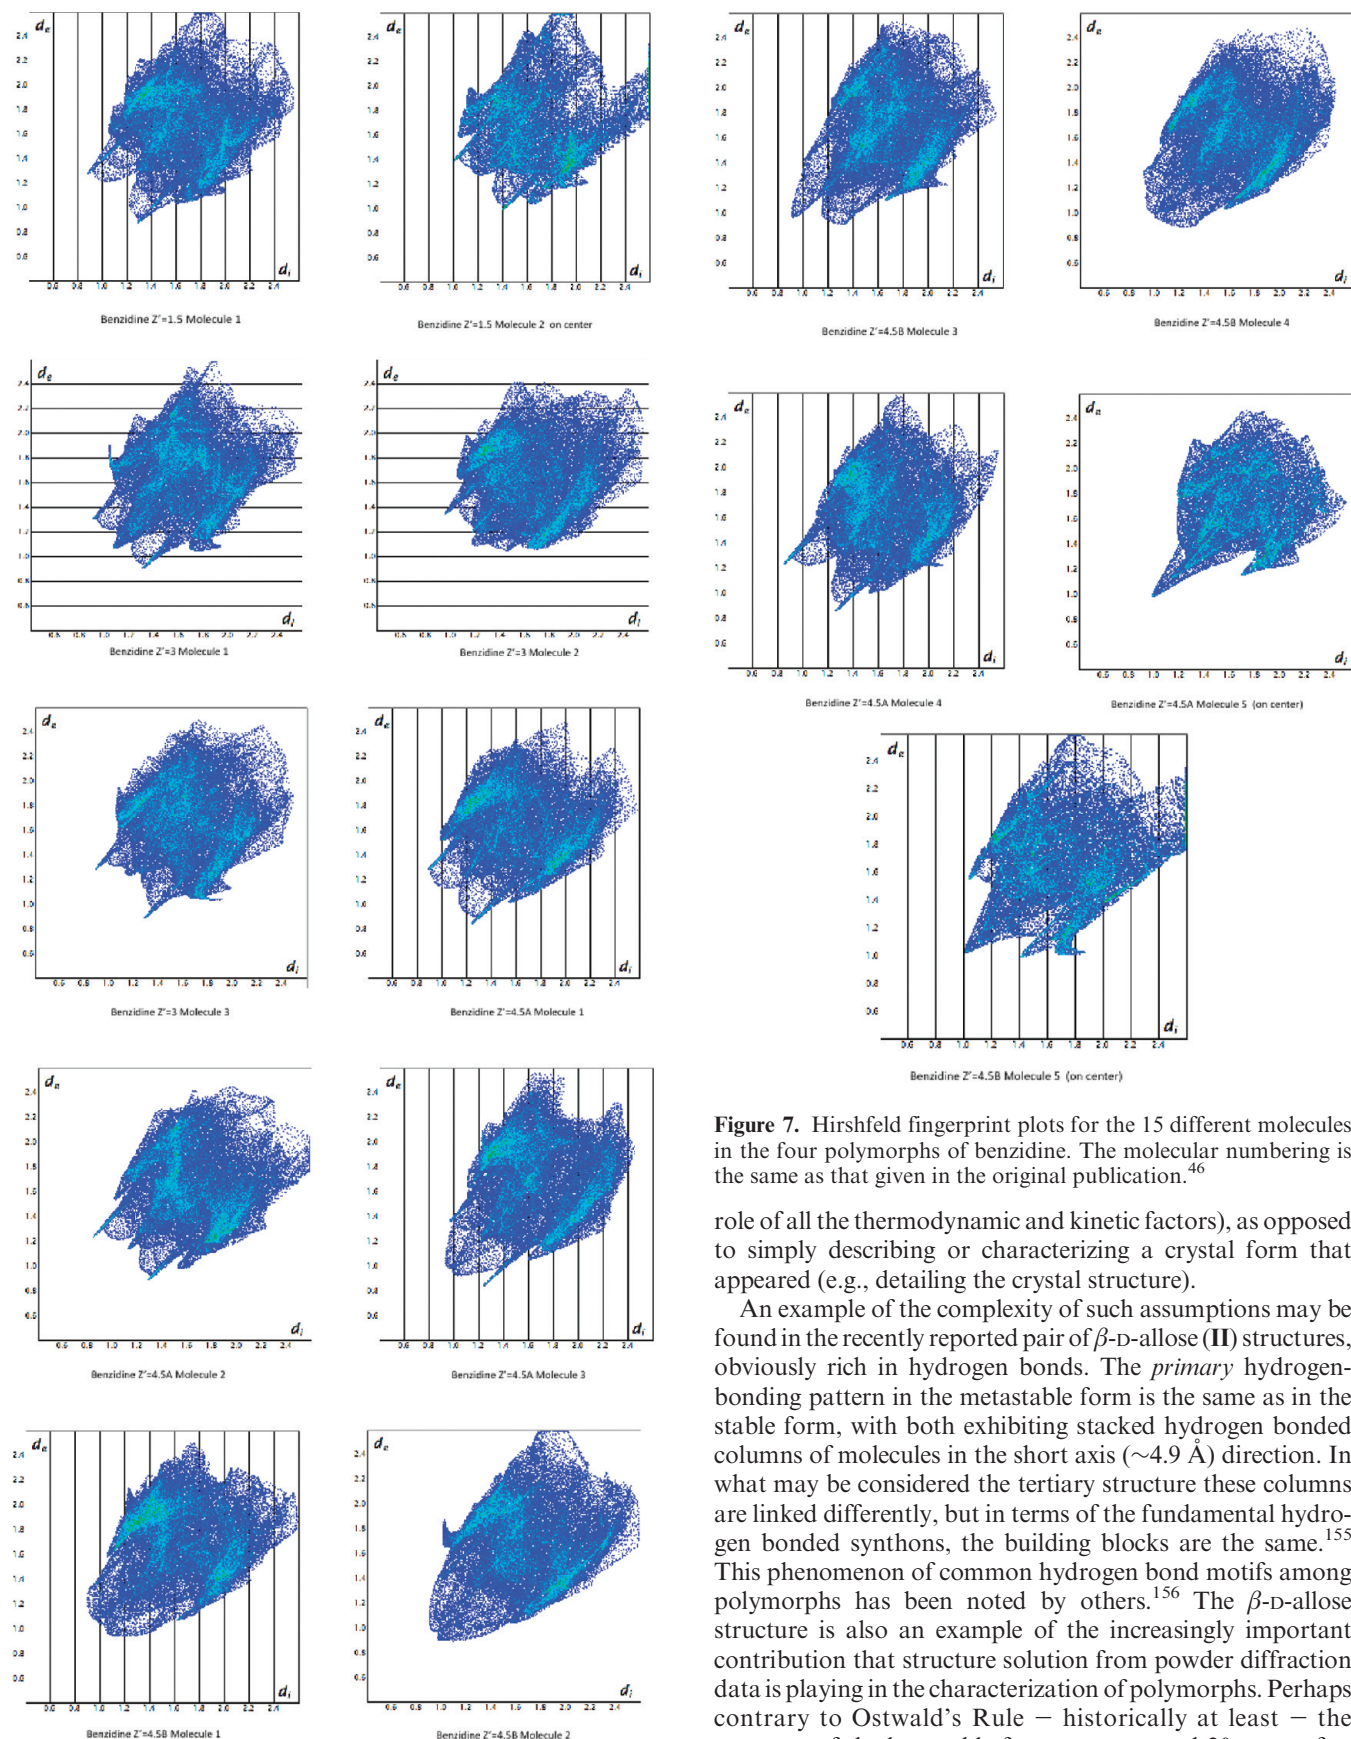 Benzidine Z'=1.5 Molecule 1
Benzidine Z'=1.5 Molecule 2 on center
Benzidine Z'=3 Molecule 1
Benzidine Z'=3 Molecule 2
Benzidine Z'=3 Molecule 3
Benzidine Z'=4.5A Molecule 1
Benzidine Z'=4.5A Molecule 2
Benzidine Z'=4.5A Molecule 3
Benzidine Z'=4.5B Molecule 1
Benzidine Z'=4.5B Molecule 2
Benzidine Z'=4.5B Molecule 3
Benzidine Z'=4.5B Molecule 4
Benzidine Z'=4.5A Molecule 4
Benzidine Z'=4.5A Molecule 5 (on center)
Benzidine Z'=4.5B Molecule 5 (on center)
Figure 7. Hirshfeld fingerprint plots for the 15 different molecules
in the four polymorphs of benzidine. The molecular numbering is
the same as that given in the original publication.46
role of all the thermodynamic and kinetic factors), as opposed
to simply describing or characterizing a crystal form that
appeared (e.g., detailing the crystal structure).
An example of the complexity of such assumptions may be
found in the recently reported pair of β-D-allose (II) structures,
obviously rich in hydrogen bonds. The primary hydrogen-
bonding pattern in the metastable form is the same as in the
stable form, with both exhibiting stacked hydrogen bonded
columns of molecules in the short axis (∼4.9 Å) direction. In
what may be considered the tertiary structure these columns
are linked differently, but in terms of the fundamental hydro-
gen bonded synthons, the building blocks are the same.155
This phenomenon of common hydrogen bond motifs among
polymorphs has been noted by others.156 The β-D-allose
structure is also an example of the increasingly important
contribution that structure solution from powder diffraction
data is playing in the characterization of polymorphs. Perhaps
contrary to Ostwald's Rule − historically at least − the